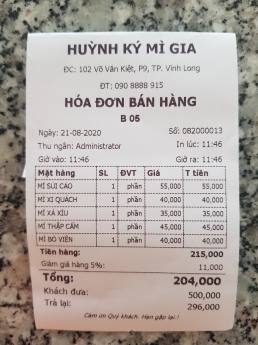 HUỲNH KÝ MÌ GIA
ĐC: 102 Võ Văn Kiệt, P9, TP. Vĩnh Long
ĐT: 090 8888 915
HÓA ĐƠN BÁN HÀNG
B 05
Ngày: 21-08-2020 Số: 082000013
Thu ngân: Administrator In lúc: 11:46
Giờ vào: 11:46 Giờ ra: 11:46
Mặt hàng SL ĐVT Giá T tiền
MÌ SỦI CAO 1 phần 55,000 55,000
MÌ XI QUÁCH 1 phần 40,000 40,000
MÌ XÁ XÍU 1 phần 35,000 35,000
MÌ THẬP CẨM 1 phần 45,000 45,000
MÌ BÒ VIÊN 1 phần 40,000 40,000
Tiền hàng: 215,000
Giảm giá hàng 5%: 11,000
Tổng: 204,000
Khách đưa: 500,000
Trả lại: 296,000
Cảm ơn Quý khách. Hẹn gặp lại.!